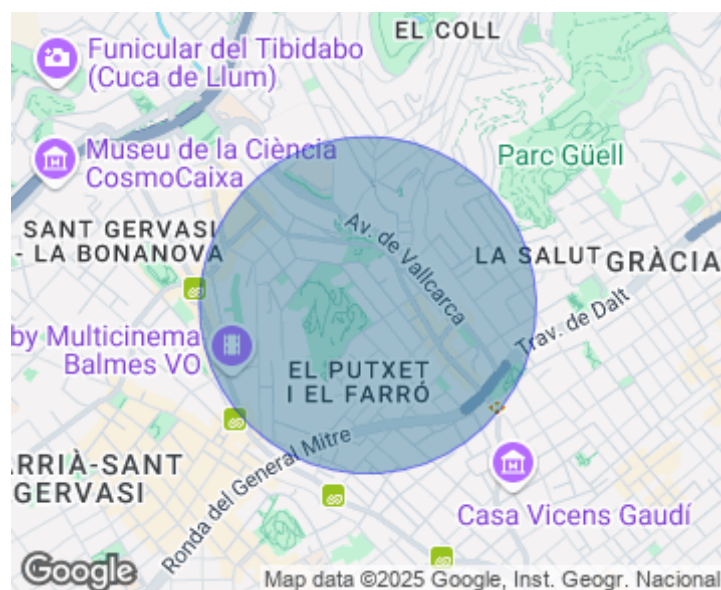 EL COLL
Funicular del Tibidabo
(Cuca de Llum)
Museu de la Ciència
CosmoCaixa
Parc Güell
SANT GERVASI
- LA BONANOVA
Av. de Vallcarca
LA SALUT
GRÀCIA
Trav. de Dalt
by Multicinema
Balmes VO
EL PUTXET
I EL FARRÓ
RRIÀ-SANT
GERVASI
Ronda del General Mitre
Casa Vicens Gaudí
Google
Map data ©2025 Google, Inst. Geogr. Nacional